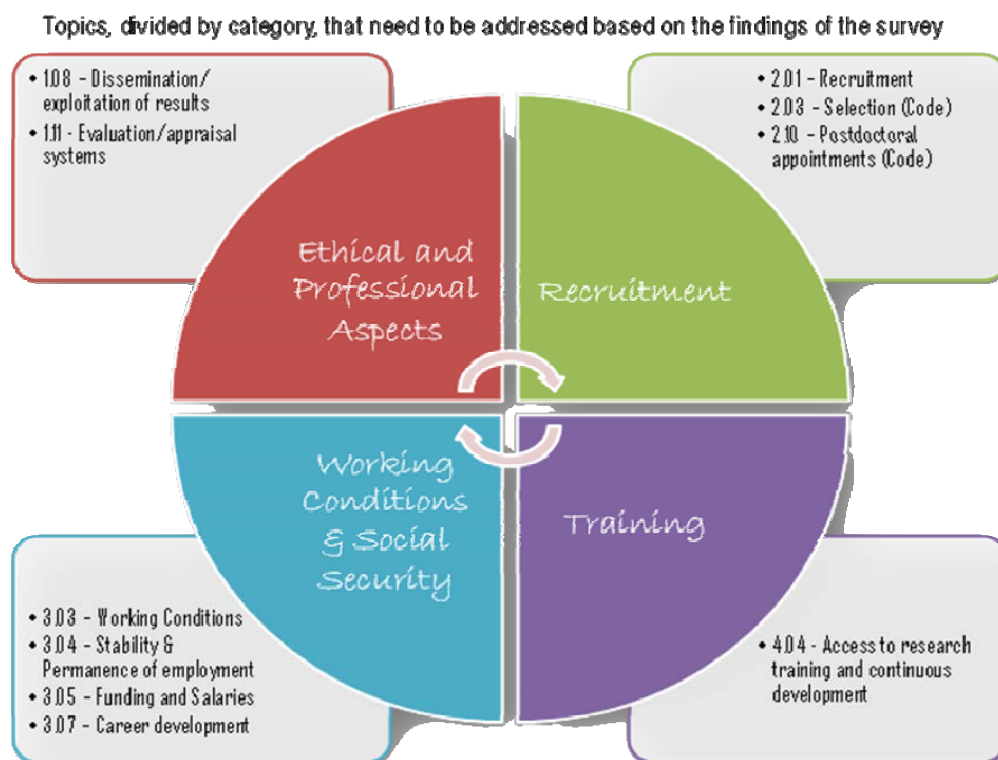 Topics, divided by category, that need to be addressed based on the findings of the survey
• 1.08 - Dissemination/
exploitation of results
• 1.11 - Evaluation/appraisal
systems
• 2.01 - Recruitment
• 2.03 - Selection (Code)
• 2.10 - Postdoctoral
appointments (Code)
Ethical and
Professional
Aspects
Recruitment
Working
Conditions
& Social
Security
Training
• 3.03 - Working Conditions
• 3.04 - Stability &
Permanence of employment
• 3.05 - Funding and Salaries
• 3.07 - Career development
• 4.04 - Access to research
training and continuous
development